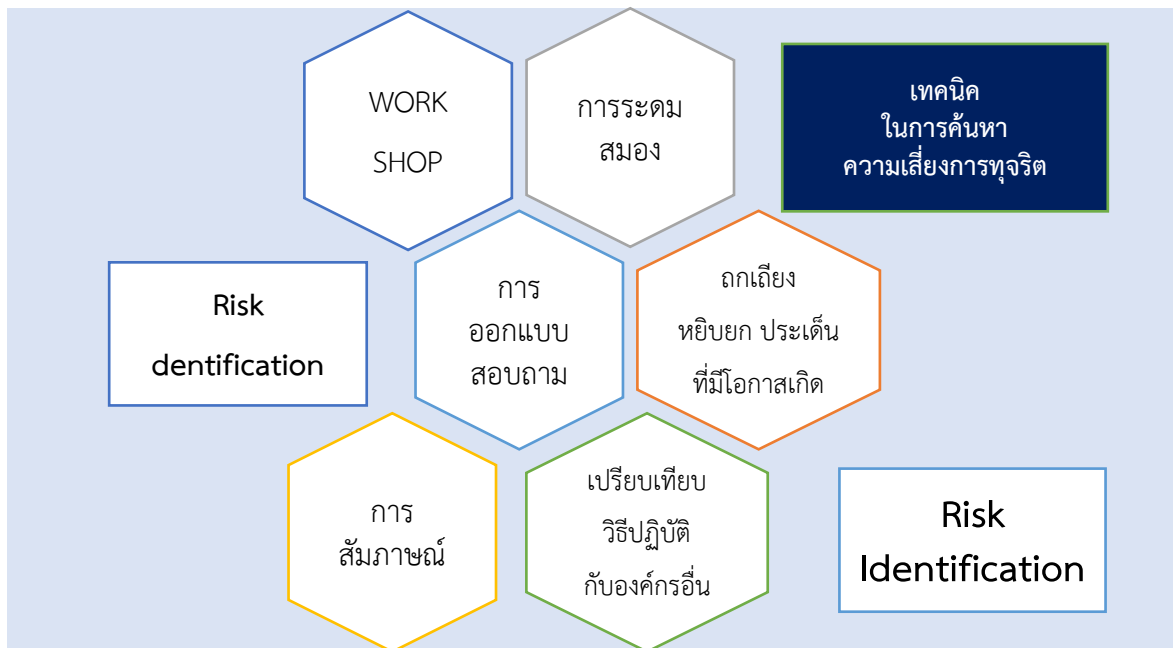 WORK
SHOP
การระดม
สมอง
เทคนิค
ในการค้นหา
ความเสี่ยงการทุจริต
Risk
dentification
การ
ออกแบบ
สอบถาม
ถกเถียง
หยิบยก ประเด็น
ที่มีโอกาสเกิด
การ
สัมภาษณ์
เปรียบเทียบ
วิธีปฏิบัติ
กับองค์กรอื่น
Risk
Identification